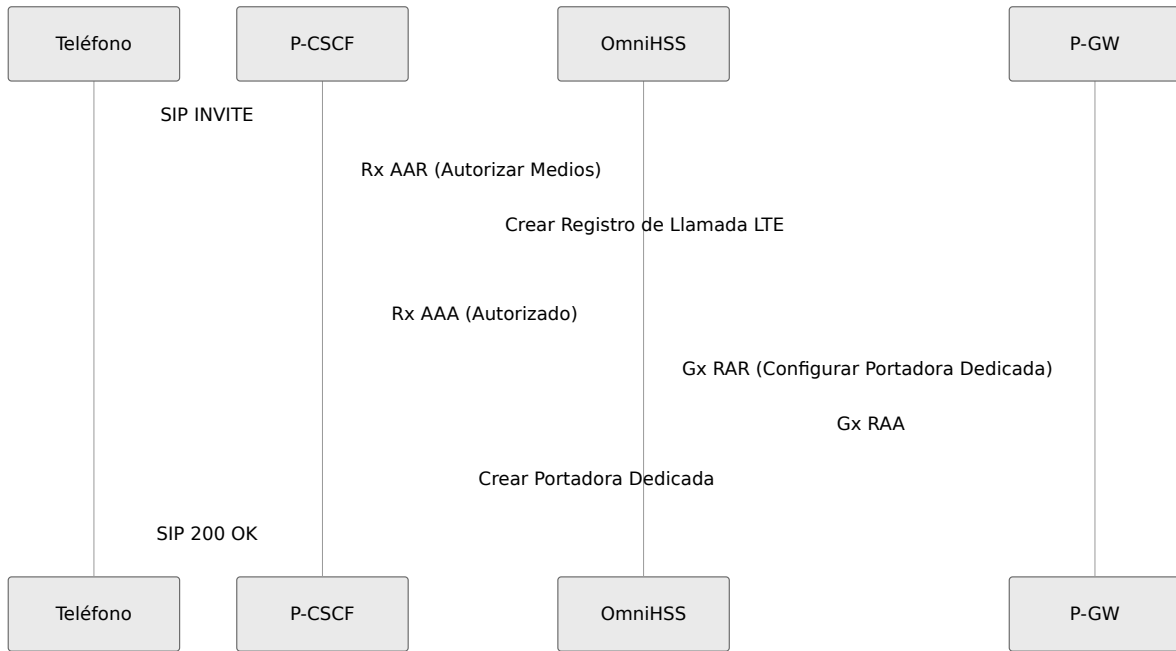 Teléfono
P-CSCF
OmniHSS
P-GW
SIP INVITE
Rx AAR (Autorizar Medios)
Crear Registro de Llamada LTE
Rx AAA (Autorizado)
Gx RAR (Configurar Portadora Dedicada)
Gx RAA
Crear Portadora Dedicada
SIP 200 OK
Teléfono
P-CSCF
OmniHSS
P-GW